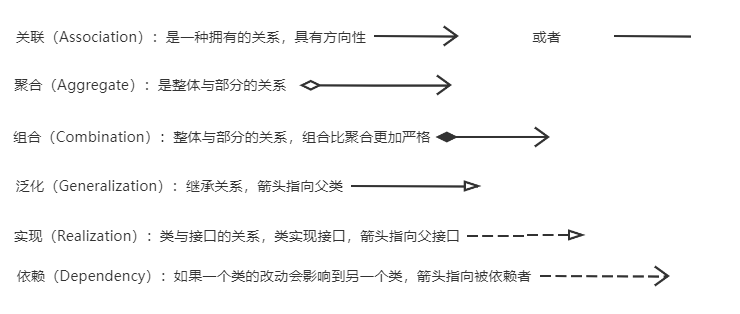 关联（Association）：是一种拥有的关系，具有方向性 或者
聚合（Aggregate）：是整体与部分的关系
组合（Combination）：整体与部分的关系，组合比聚合更加严格
泛化（Generalization）：继承关系，箭头指向父类
实现（Realization）：类与接口的关系，类实现接口，箭头指向父接口
依赖（Dependency）：如果一个类的改动会影响到另一个类，箭头指向被依赖者